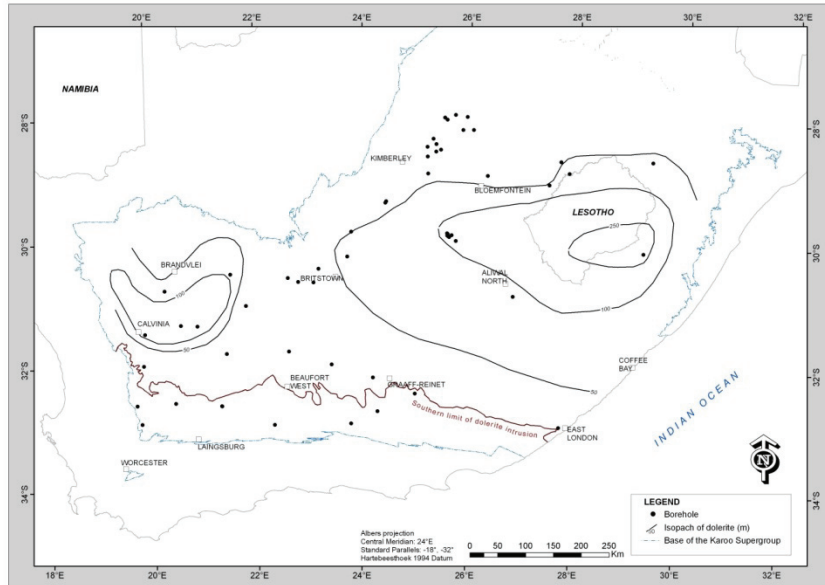 20°E 22°E 24°E 26°E 28°E 30°E 32°E
NAMIBIA
28°S 28°S
KIMBERLEY
BLOEMFONTEIN
LESOTHO
250
30°S 30°S
BRANDVLEI
BRITSTOWN
ALIWAL
NORTH
100
100
CALVINIA
50
32°S 32°S
COFFEE
BAY
BEAUFORT
WEST
GRAAFF-REINET
50
Southern limit of dolerite intrusion
EAST
LONDON
INDIAN OCEAN
LAINGSBURG
WORCESTER
N
34°S 34°S
LEGEND
Borehole
50 Isopach of dolerite (m)
Base of the Karoo Supergroup
Albers projection
Central Meridian: 24°E
Standard Parallels: -18°, -32°
Hartebeesthoek 1994 Datum
0 50 100 150 200 250
Km
18°E 20°E 22°E 24°E 26°E 28°E 30°E 32°E